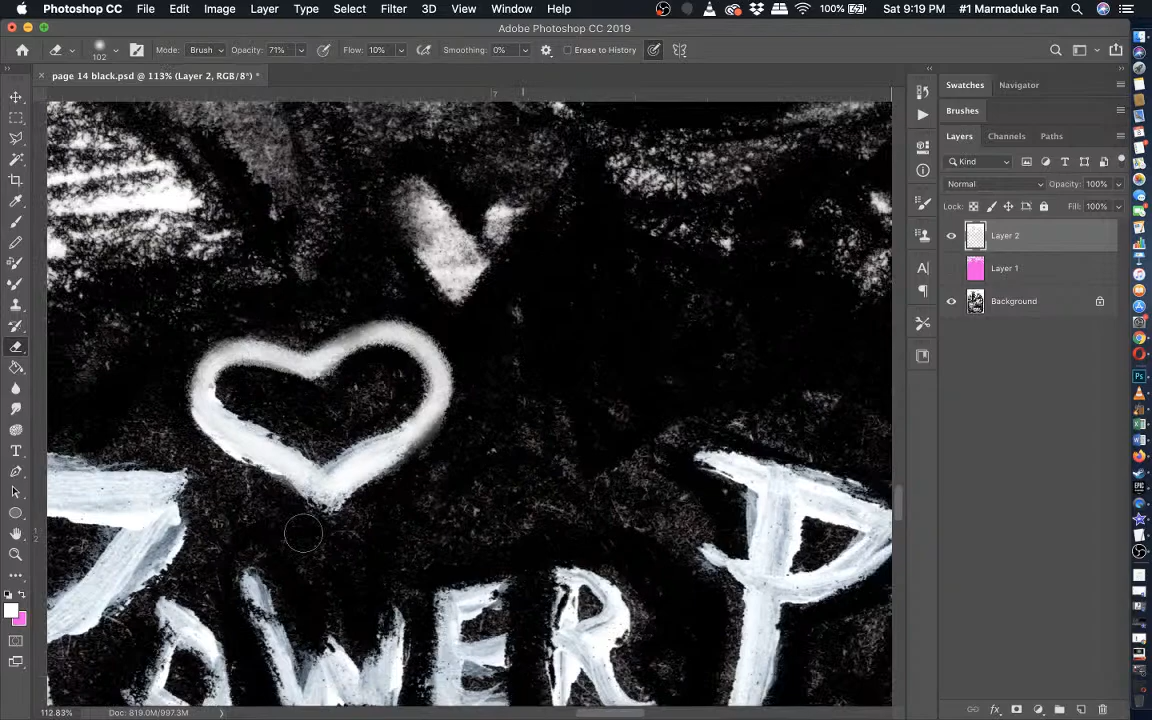 Photoshop CC File Edit Image Layer Type Select Filter 3D View Window Help 100% Sat 9:19 PM #1 Marmaduke Fan
Adobe Photoshop CC 2019
102 Mode: Brush Opacity: 71% Flow: 10% Smoothing: 0% Erase to History
× page 14 black.psd @ 113% (Layer 2, RGB/8*) *
7
Swatches Navigator
Brushes
Layers Channels Paths
Kind
Normal Opacity: 100%
Lock: Fill: 100%
Layer 2
Layer 1
Background
OWER
P
112.83% Doc: 819.0M/997.3M